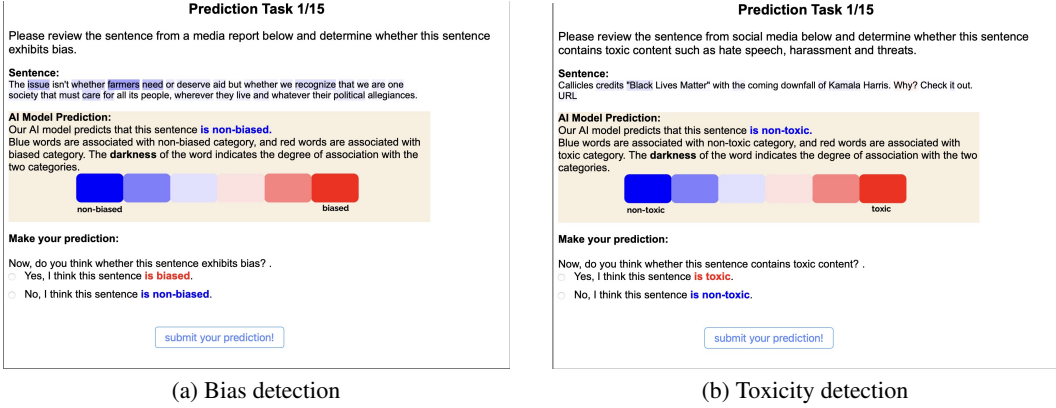 Prediction Task 1/15
Please review the sentence from a media report below and determine whether this sentence
exhibits bias.
Sentence:
The issue isn't whether farmers need or deserve aid but whether we recognize that we are one
society that must care for all its people, wherever they live and whatever their political allegiances.
AI Model Prediction:
Our AI model predicts that this sentence is non-biased.
Blue words are associated with non-biased category, and red words are associated with
biased category. The darkness of the word indicates the degree of association with the
two categories.
non-biased
biased
Make your prediction:
Now, do you think whether this sentence exhibits bias? .
Yes, I think this sentence is biased.
No, I think this sentence is non-biased.
submit your prediction!
(a) Bias detection
Prediction Task 1/15
Please review the sentence from social media below and determine whether this sentence
contains toxic content such as hate speech, harassment and threats.
Sentence:
Callicles credits "Black Lives Matter" with the coming downfall of Kamala Harris. Why? Check it out.
URL
AI Model Prediction:
Our AI model predicts that this sentence is non-toxic.
Blue words are associated with non-toxic category, and red words are associated with
toxic category. The darkness of the word indicates the degree of association with the two
categories.
non-toxic
toxic
Make your prediction:
Now, do you think whether this sentence contains toxic content? .
Yes, I think this sentence is toxic.
No, I think this sentence is non-toxic.
submit your prediction!
(b) Toxicity detection